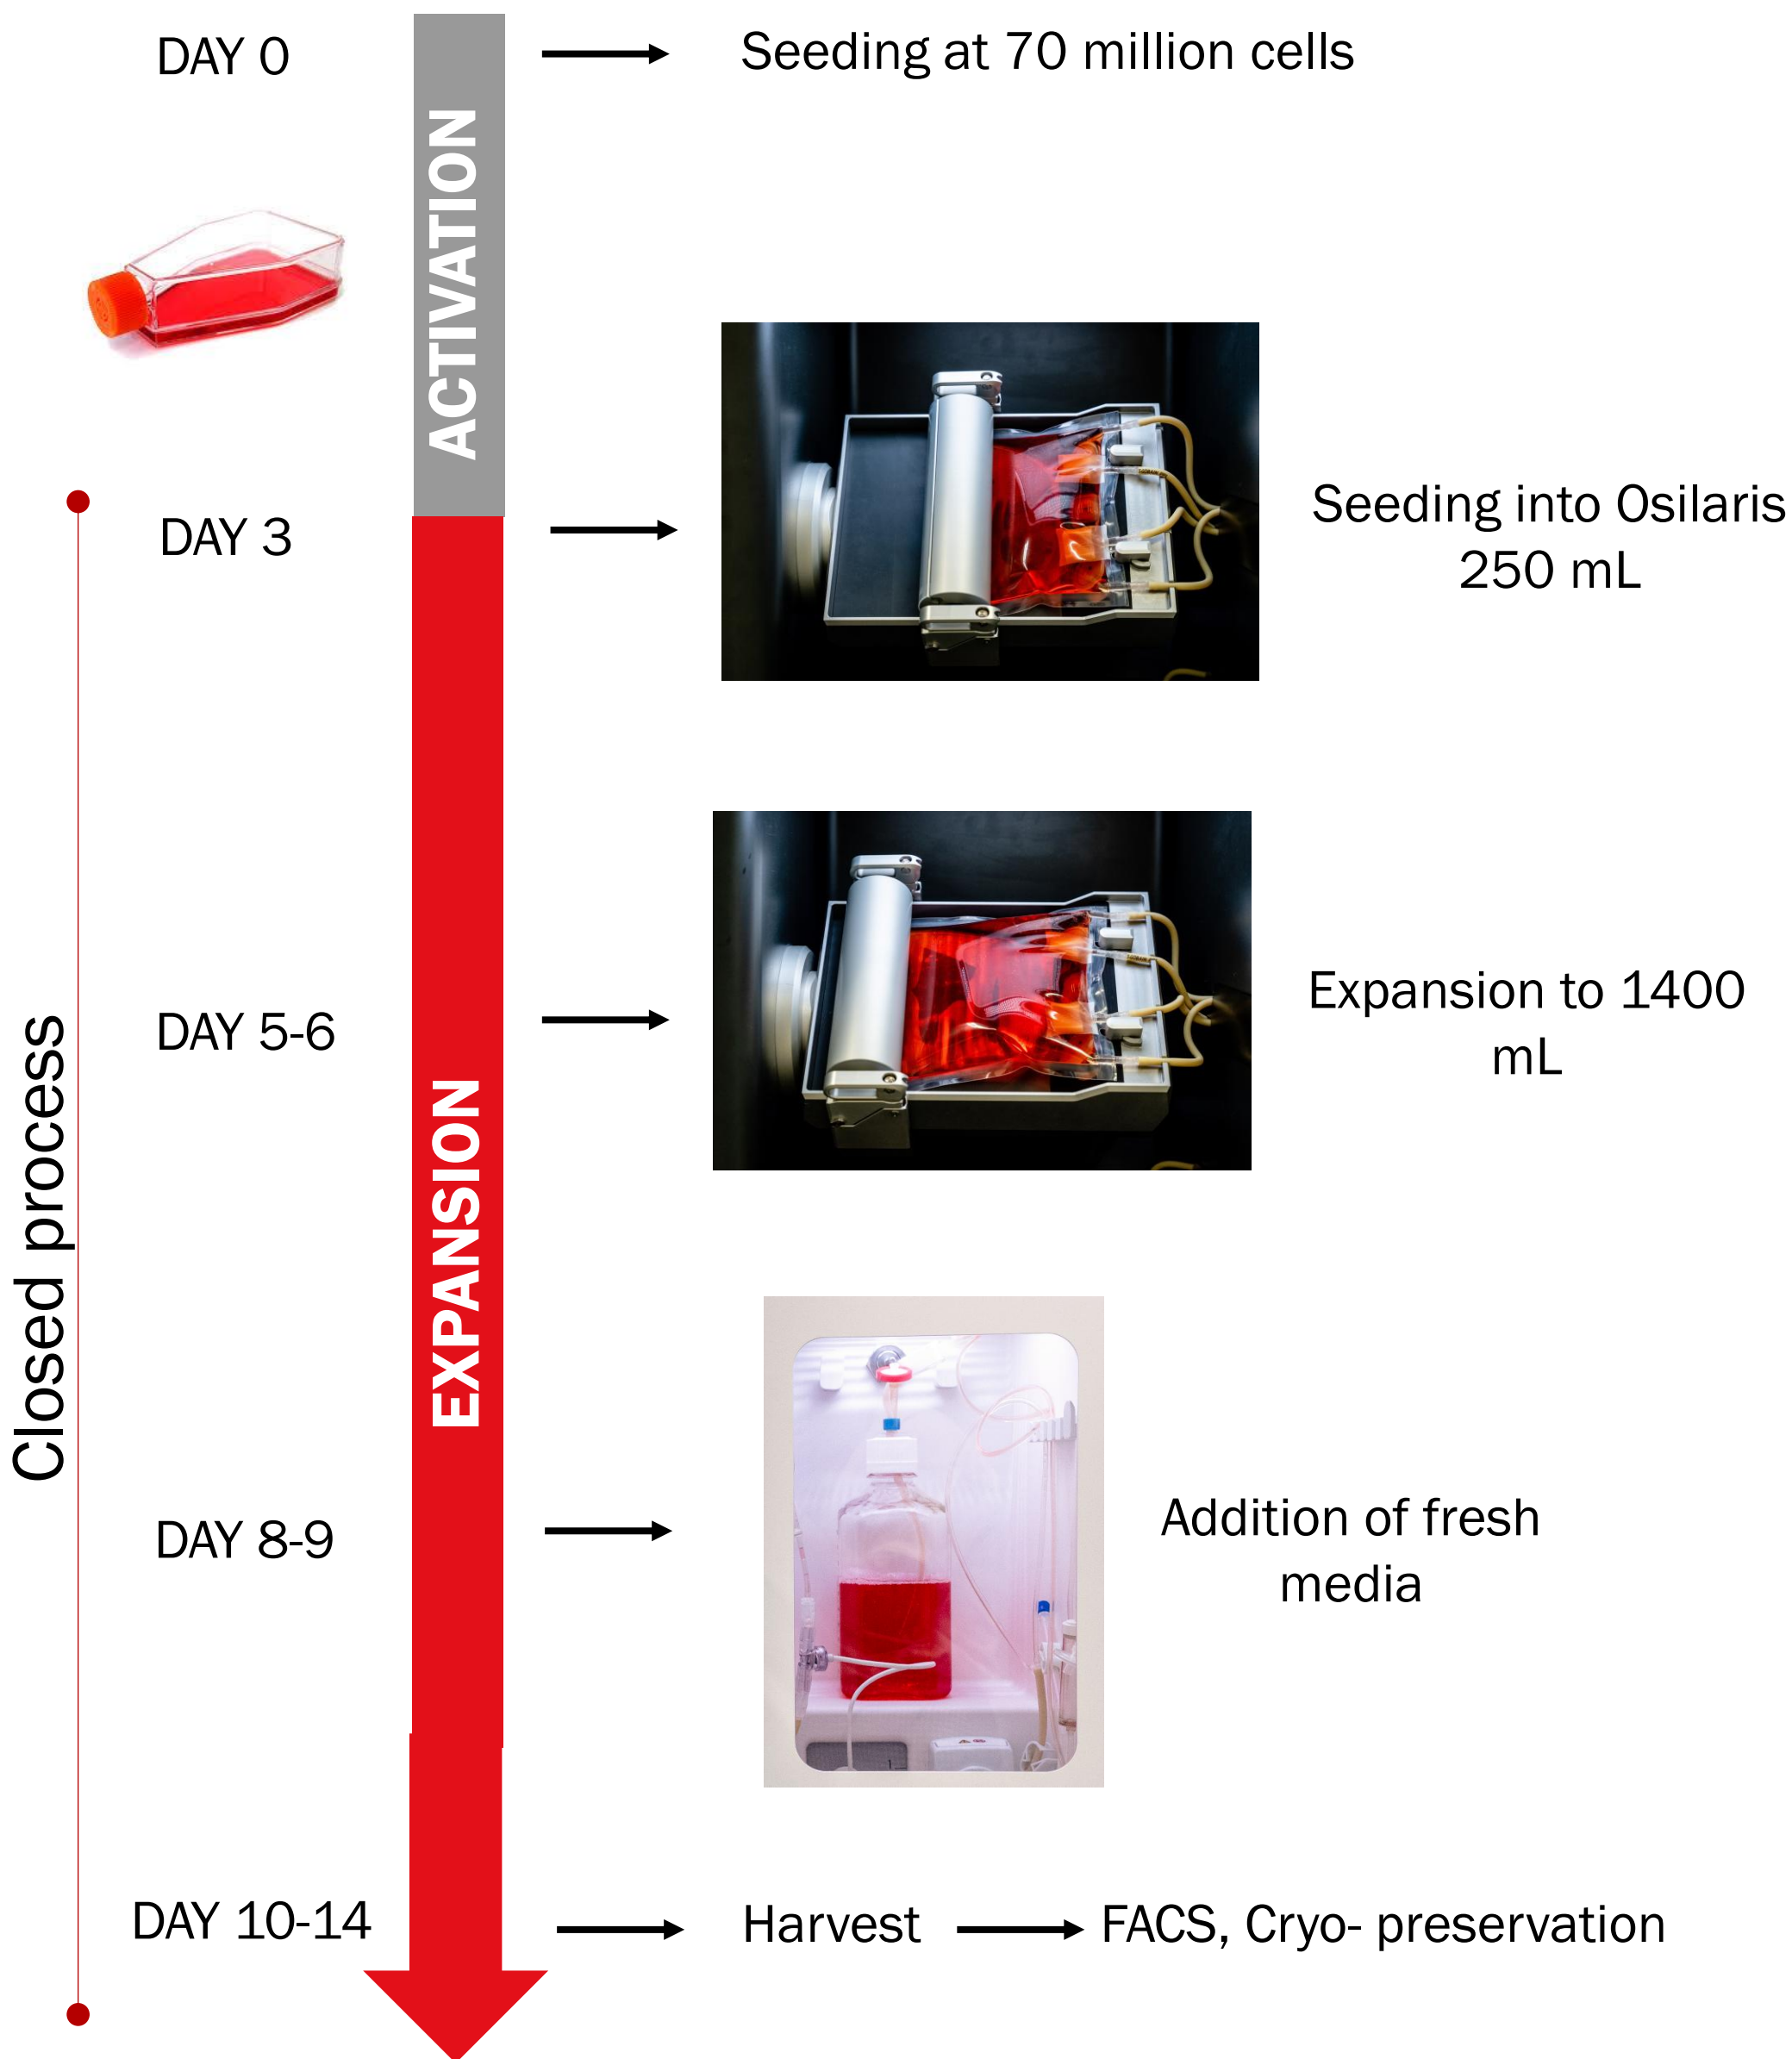 DAY 0
Seeding at 70 million cells
ACTIVATION
DAY 3
Seeding into Osilaris
250 mL
Closed process
EXPANSION
DAY 5-6
Expansion to 1400
mL
DAY 8-9
Addition of fresh
media
DAY 10-14
Harvest
FACS, Cryo- preservation